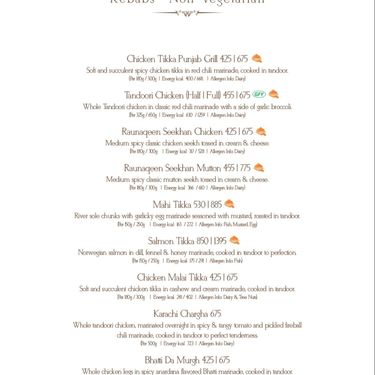 Kebabs Non Vegetarian
Chicken Tikka Punjab Grill 425|675
Soft and succulent spicy chicken tikka in red chili marinade, cooked in tandoor.
(Per 180g / 300g | Energy kcal 400 / 668 | Allergen Info Dairy)
Tandoori Chicken (Half | Full) 455|675 GFF
Whole Tandoori chicken in classic red chili marinade with a side of garlic broccoli.
(Per 325g / 650g | Energy kcal 630 / 1259 | Allergen Info Dairy)
Raunaqeen Seekhan Chicken 425|675
Medium spicy classic chicken seekh tossed in cream & cheese.
(Per 180g / 300g | Energy kcal 317 / 528 | Allergen Info Dairy)
Raunaqeen Seekhan Mutton 455|775
Medium spicy classic mutton seekh tossed in cream & cheese.
(Per 180g / 300g | Energy kcal 366 / 610 | Allergen Info Dairy)
Mahi Tikka 530|885
River sole chunks with garlicky egg marinade seasoned with mustard, roasted in tandoor.
(Per 150g / 250g | Energy kcal 163 / 272 | Allergen Info Fish, Mustard, Egg)
Salmon Tikka 850|1395
Norwegian salmon in dill, fennel & honey marinade, cooked in tandoor to perfection.
(Per 150g / 250g | Energy kcal 175 / 291 | Allergen Info Fish)
Chicken Malai Tikka 425|675
Soft and succulent chicken tikka in cashew and cream marinade, cooked in tandoor.
(Per 180g / 300g | Energy kcal 241 / 402 | Allergen Info Dairy & Tree Nuts)
Karachi Chargha 675
Whole tandoori chicken, marinated overnight in spicy & tangy tomato and pickled fireball
chili marinade, cooked in tandoor to perfect tenderness.
(Per 500g | Energy kcal 723 | Allergen Info Dairy)
Bhatti Da Murgh 425|675
Whole chicken legs in spicy anardana flavored Bhatti marinade, cooked in tandoor.